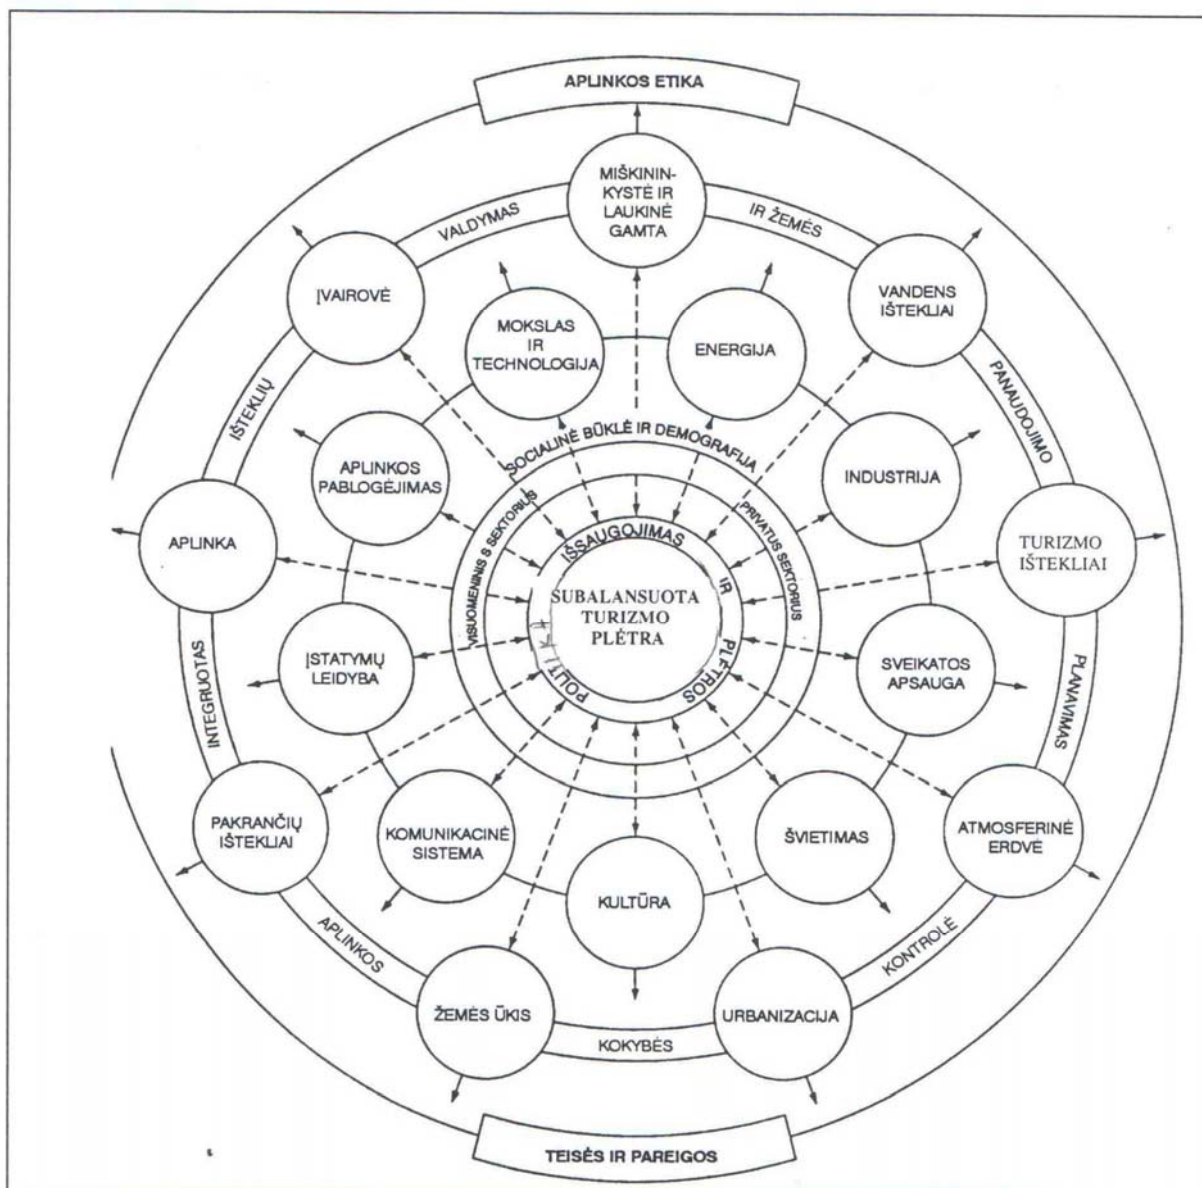 APLINKOS ETIKA
MIŠKININ-
KYSTĖ IR
LAUKINĖ
GAMTA
VALDYMAS
IR ŽEMĖS
ĮVAIROVĖ
VANDENS
IŠTEKLIAI
MOKSLAS
IR
TECHNOLOGIJA
ENERGIJA
IŠTEKLIŲ
PANAUDOJIMO
SOCIALINĖ BŪKLĖ IR DEMOGRAFIJA
APLINKOS
PABLOGĖJIMAS
INDUSTRIJA
VISUOMENINIS S SEKTORIUS
PRIVATUS SEKTORIUS
APLINKA
TURIZMO
IŠTEKLIAI
IŠSAUGOJIMAS
IR
PLĖTROS
POLITIKA
SUBALANSUOTA
TURIZMO
PLĖTRA
ĮSTATYMŲ
LEIDYBA
SVEIKATOS
APSAUGA
INTEGRUOTAS
PLANAVIMAS
PAKRANČIŲ
IŠTEKLIAI
KOMUNIKACINĖ
SISTEMA
ŠVIETIMAS
ATMOSFERINĖ
ERDVĖ
KULTŪRA
APLINKOS
KONTROLĖ
ŽEMĖS ŪKIS
URBANIZACIJA
KOKYBĖS
TEISĖS IR PAREIGOS